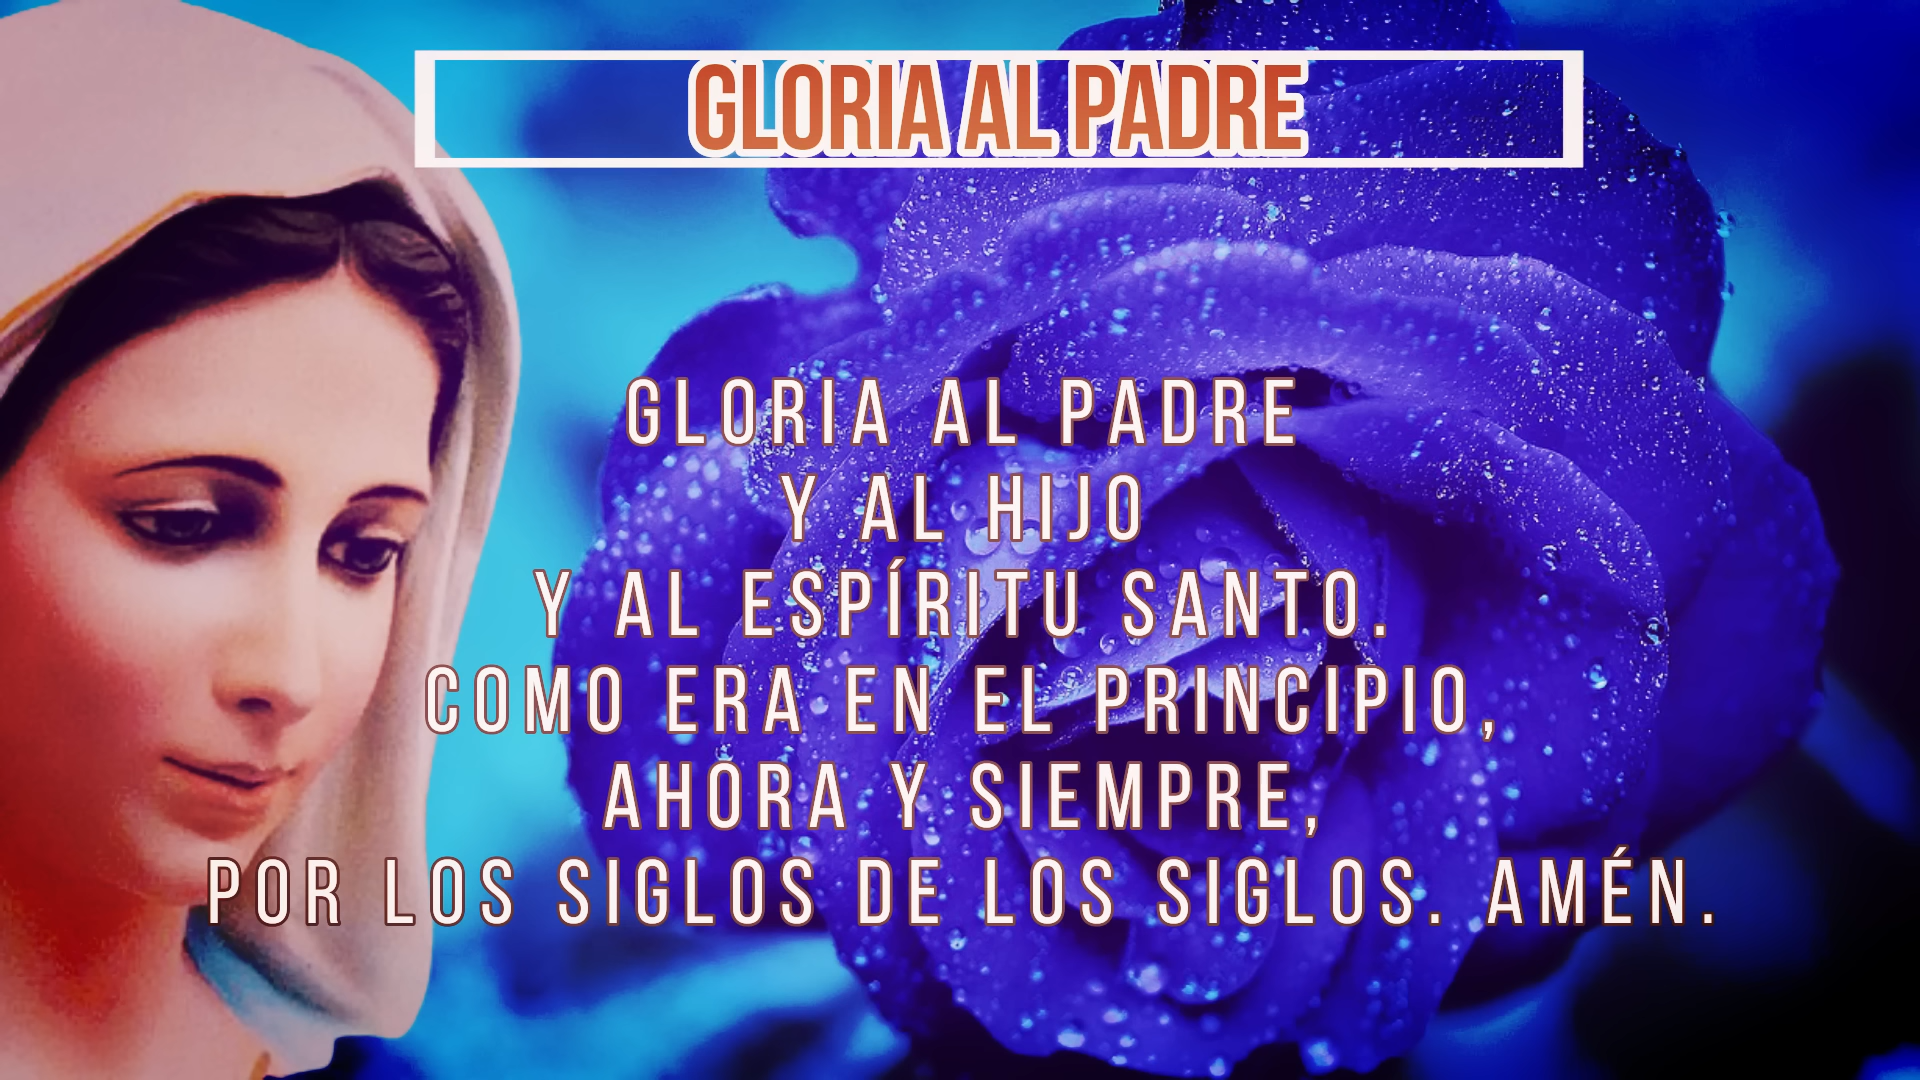 GLORIA AL PADRE
GLORIA AL PADRE
Y AL HIJO
Y AL ESPÍRITU SANTO.
COMO ERA EN EL PRINCIPIO,
AHORA Y SIEMPRE,
POR LOS SIGLOS DE LOS SIGLOS. AMÉN.